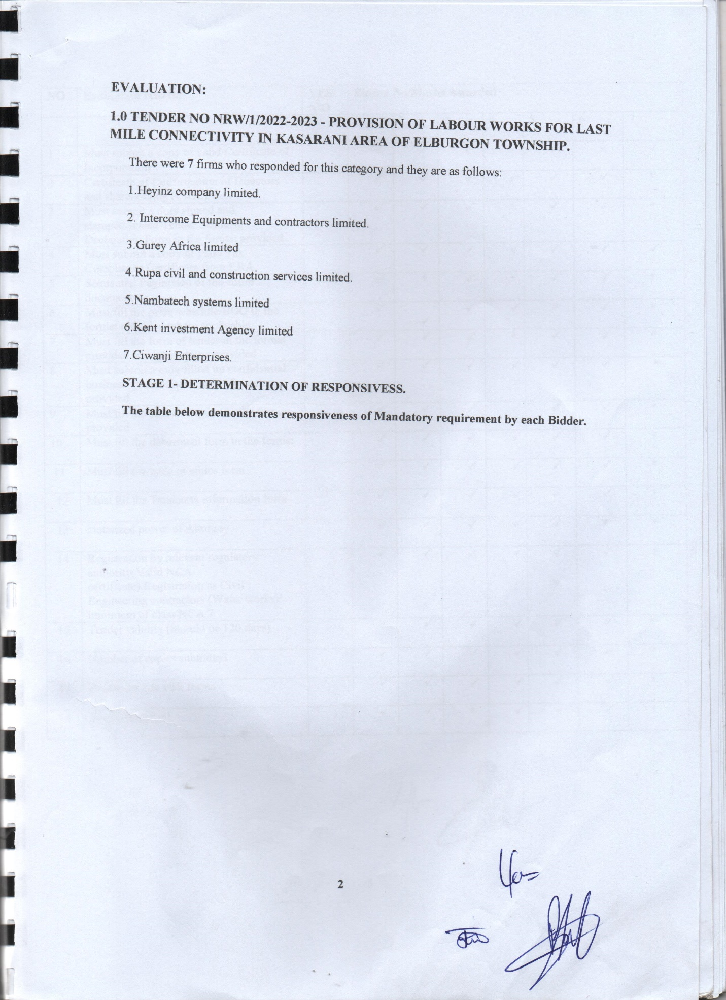 EVALUATION:
1.0 TENDER NO NRW/1/2022-2023 - PROVISION OF LABOUR WORKS FOR LAST
MILE CONNECTIVITY IN KASARANI AREA OF ELBURGON TOWNSHIP.
There were 7 firms who responded for this category and they are as follows:
1.Heyinz company limited.
2. Intercome Equipments and contractors limited.
3.Gurey Africa limited
4.Rupa civil and construction services limited.
5.Nambatech systems limited
6.Kent investment Agency limited
7.Ciwanji Enterprises.
STAGE 1- DETERMINATION OF RESPONSIVESS.
The table below demonstrates responsiveness of Mandatory requirement by each Bidder.
2